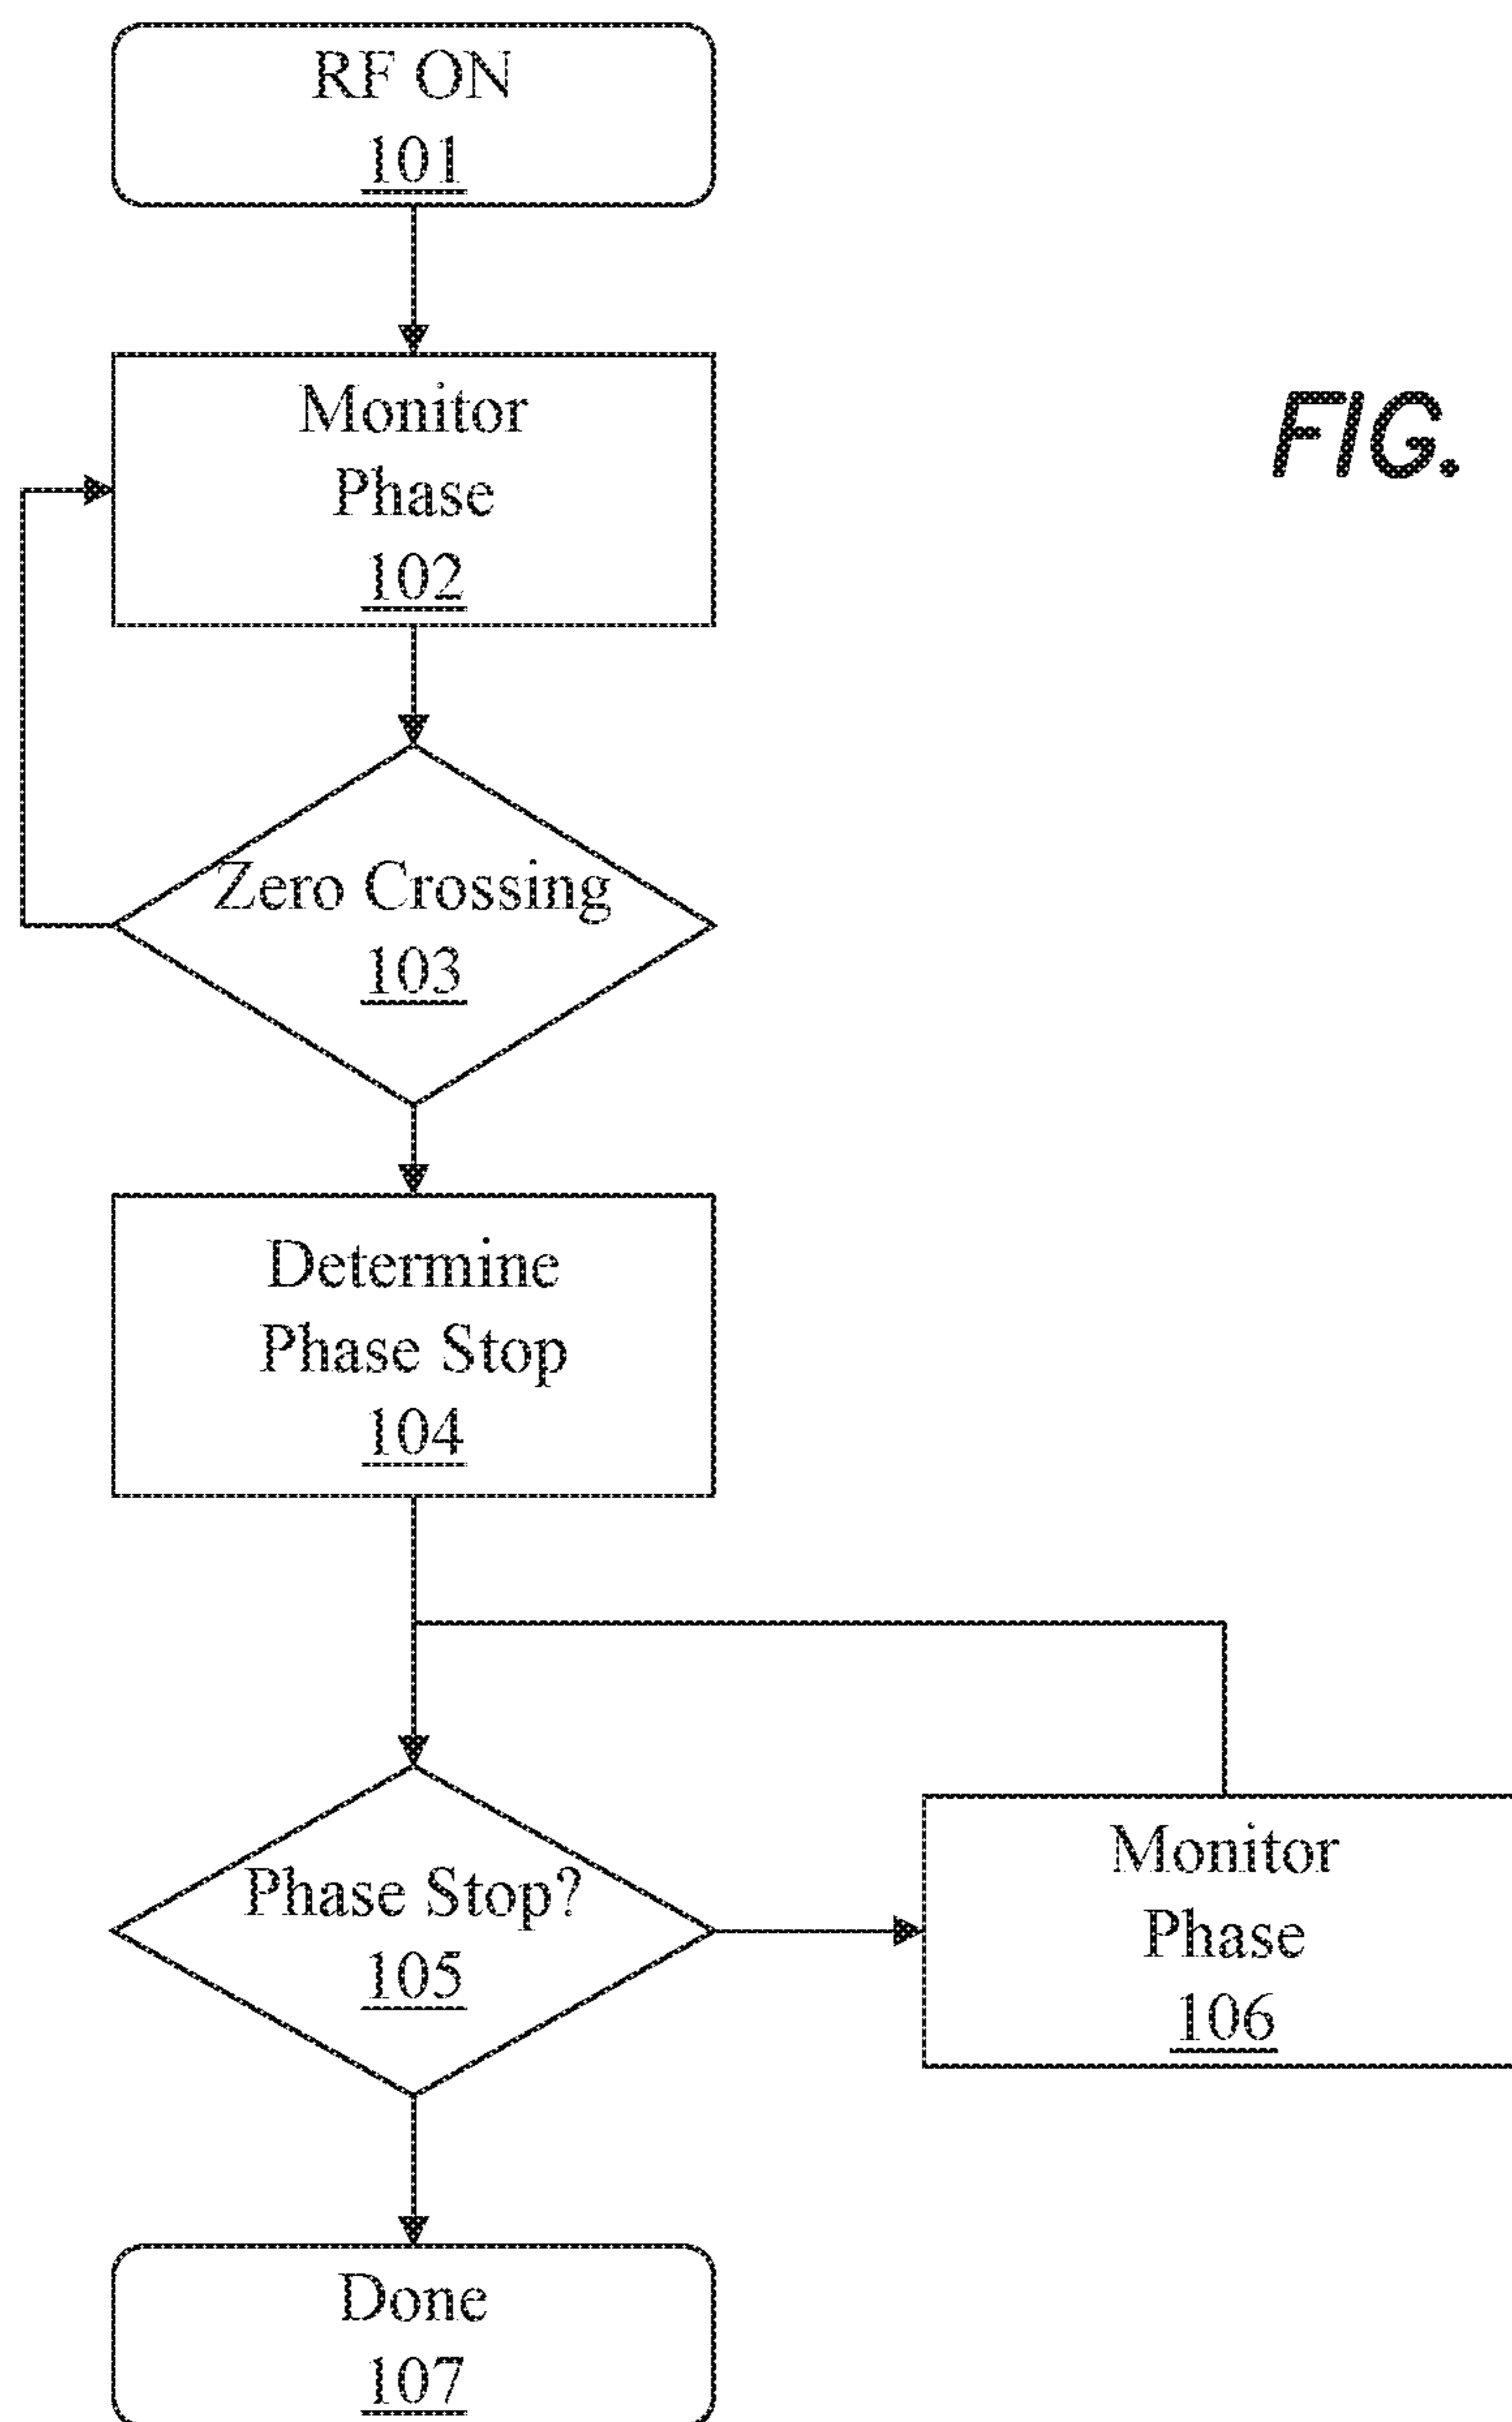 RF ON
101
Monitor
Phase
102
FIG.
Zero Crossing
103
Determine
Phase Stop
104
Phase Stop?
105
Monitor
Phase
106
Done
107